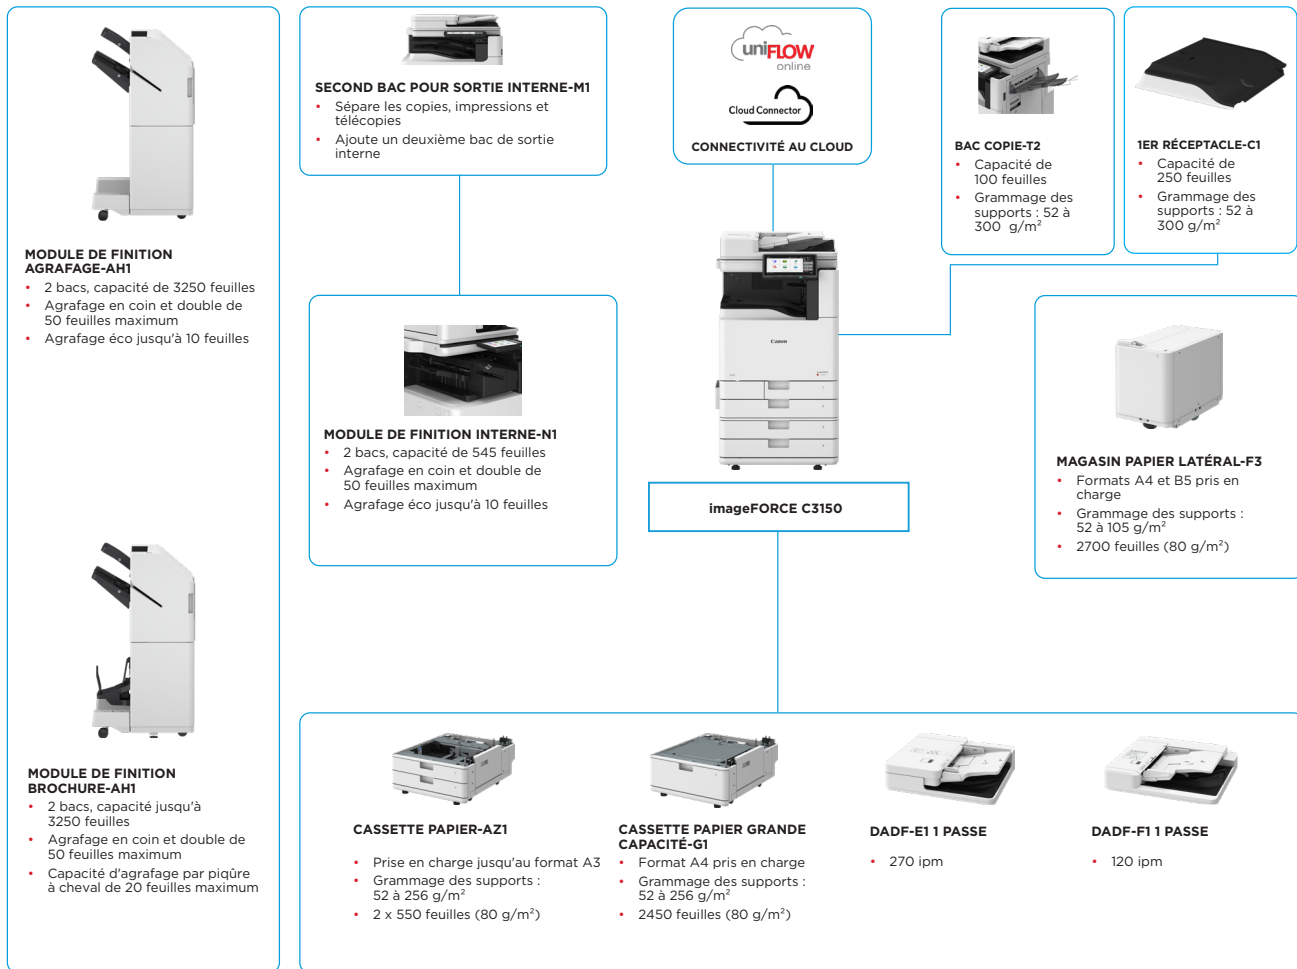 MODULE DE FINITION
AGRAFAGE-AH1
• 2 bacs, capacité de 3250 feuilles
• Agrafage en coin et double de
50 feuilles maximum
• Agrafage éco jusqu'à 10 feuilles
MODULE DE FINITION
BROCHURE-AH1
• 2 bacs, capacité jusqu'à
3250 feuilles
• Agrafage en coin et double de
50 feuilles maximum
• Capacité d'agrafage par piqûre
à cheval de 20 feuilles maximum
SECOND BAC POUR SORTIE INTERNE-M1
• Sépare les copies, impressions et
télécopies
• Ajoute un deuxième bac de sortie
interne
MODULE DE FINITION INTERNE-N1
• 2 bacs, capacité de 545 feuilles
• Agrafage en coin et double de
50 feuilles maximum
• Agrafage éco jusqu'à 10 feuilles
uniFLOW
online
Cloud Connector
CONNECTIVITÉ AU CLOUD
Canon
imageFORCE C3150
BAC COPIE-T2
• Capacité de
100 feuilles
• Grammage des
supports : 52 à
300 g/m²
1ER RÉCEPTACLE-C1
• Capacité de
250 feuilles
• Grammage des
supports : 52 à
300 g/m²
MAGASIN PAPIER LATÉRAL-F3
• Formats A4 et B5 pris en
charge
• Grammage des supports :
52 à 105 g/m²
• 2700 feuilles (80 g/m²)
CASSETTE PAPIER-AZ1
• Prise en charge jusqu'au format A3
• Grammage des supports :
52 à 256 g/m²
• 2 x 550 feuilles (80 g/m²)
CASSETTE PAPIER GRANDE
CAPACITÉ-G1
• Format A4 pris en charge
• Grammage des supports :
52 à 256 g/m²
• 2450 feuilles (80 g/m²)
DADF-E1 1 PASSE
• 270 ipm
DADF-F1 1 PASSE
• 120 ipm